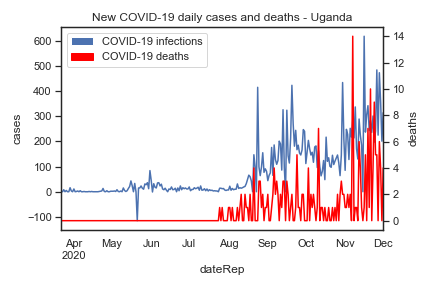 New COVID-19 daily cases and deaths - Uganda
COVID-19 infections
COVID-19 deaths
600
500
400
300
200
100
0
−100
cases
14
12
10
8
6
4
2
0
deaths
Apr May Jun Jul Aug Sep Oct Nov Dec
2020
dateRep